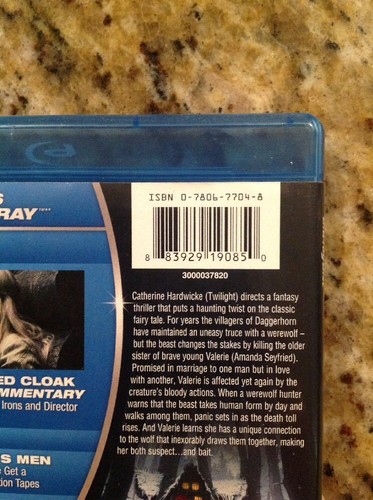 ISBN 0-7806-7704-8
8 83929 19085 0
3000037820
S
RAY™**
Catherine Hardwicke (Twilight) directs a fantasy
thriller that puts a haunting twist on the classic
fairy tale. For years the villagers of Daggerhorn
have maintained an uneasy truce with a werewolf –
but the beast changes the stakes by killing the older
sister of brave young Valerie (Amanda Seyfried).
Promised in marriage to one man but in love
with another, Valerie is affected yet again by the
creature's bloody actions. When a werewolf hunter
warns that the beast takes human form by day and
walks among them, panic sets in as the death toll
rises. And Valerie learns she has a unique connection
to the wolf that inexorably draws them together, making
her both suspect...and bait.
ED CLOAK
MMENTARY
Irons and Director
S MEN
e Get a
tion Tapes